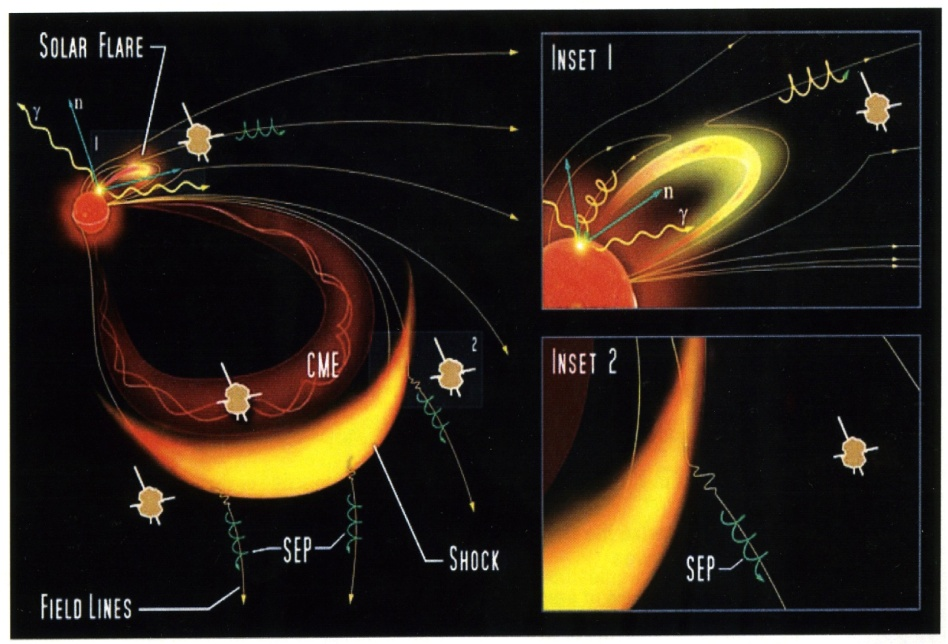 SOLAR FLARE
γ
n
1
CME
2
SEP
SHOCK
FIELD LINES
INSET 1
n
γ
INSET 2
SEP